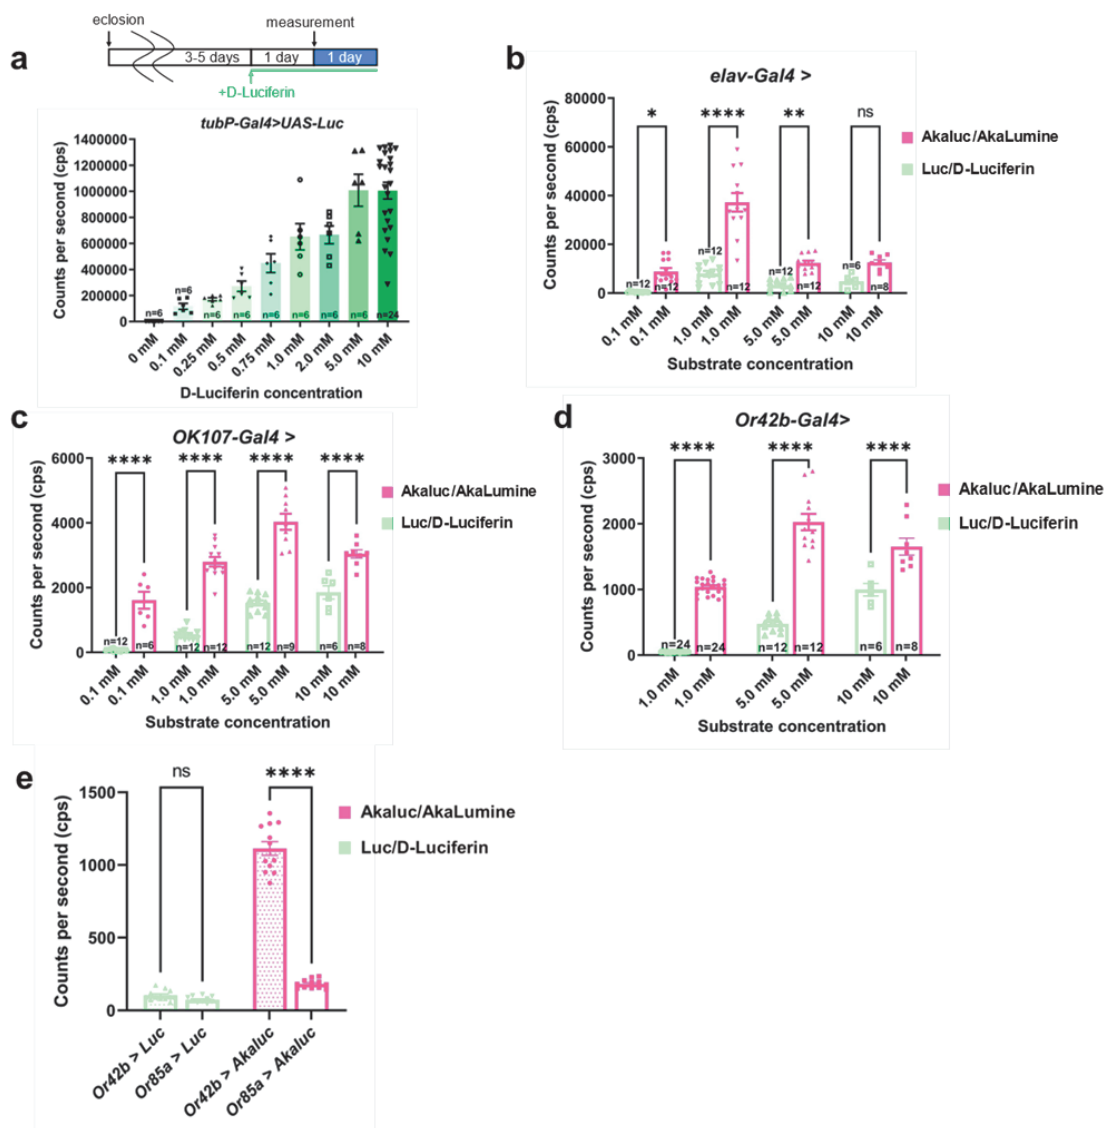 a
eclosion
measurement
3-5 days
1 day
1 day
+D-Luciferin
tubP-Gal4>UAS-Luc
Counts per second (cps)
1400000
1200000
1000000
800000
600000
400000
200000
0
n=6
n=6
n=6
n=6
n=6
n=6
n=6
n=6
n=24
0 mM
0.1 mM
0.25 mM
0.5 mM
0.75 mM
1.0 mM
2.0 mM
5.0 mM
10 mM
D-Luciferin concentration
b
elav-Gal4 >
Counts per second (cps)
80000
60000
40000
20000
0
*
****
**
ns
n=12
n=12
n=12
n=12
n=12
n=12
n=6
n=8
0.1 mM
0.1 mM
1.0 mM
1.0 mM
5.0 mM
5.0 mM
10 mM
10 mM
Substrate concentration
Akaluc/AkaLumine
Luc/D-Luciferin
c
OK107-Gal4 >
Counts per second (cps)
6000
4000
2000
0
****
****
****
****
n=12
n=6
n=12
n=12
n=12
n=9
n=6
n=8
0.1 mM
0.1 mM
1.0 mM
1.0 mM
5.0 mM
5.0 mM
10 mM
10 mM
Substrate concentration
Akaluc/AkaLumine
Luc/D-Luciferin
d
Or42b-Gal4>
Counts per second (cps)
3000
2000
1000
0
****
****
****
n=24
n=24
n=12
n=12
n=6
n=8
1.0 mM
1.0 mM
5.0 mM
5.0 mM
10 mM
10 mM
Substrate concentration
Akaluc/AkaLumine
Luc/D-Luciferin
e
Counts per second (cps)
1500
1000
500
0
ns
****
Or42b > Luc
Or85a > Luc
Or42b > Akaluc
Or85a > Akaluc
Akaluc/AkaLumine
Luc/D-Luciferin